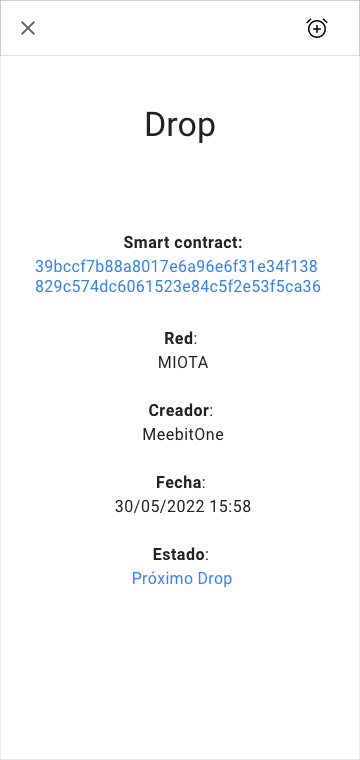 Drop
Smart contract:
39bccf7b88a8017e6a96e6f31e34f138
829c574dc6061523e84c5f2e53f5ca36
Red:
MIOTA
Creador:
MeebitOne
Fecha:
30/05/2022 15:58
Estado:
Próximo Drop